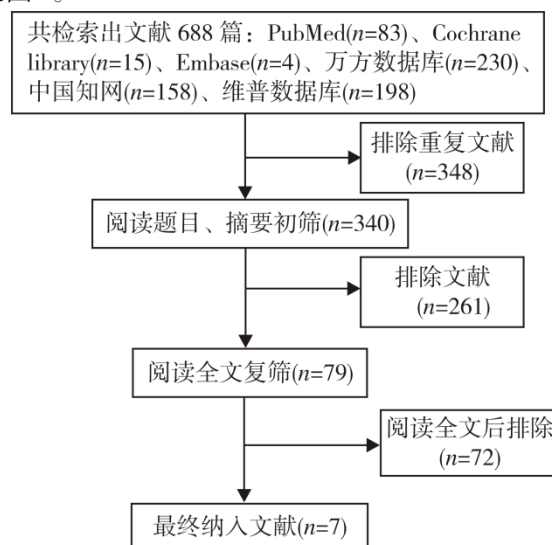 共检索出文献 688 篇：PubMed(n=83)、Cochrane
library(n=15)、Embase(n=4)、万方数据库(n=230)、
中国知网(n=158)、维普数据库(n=198)
排除重复文献
(n=348)
阅读题目、摘要初筛(n=340)
排除文献
(n=261)
阅读全文复筛(n=79)
阅读全文后排除
(n=72)
最终纳入文献(n=7)